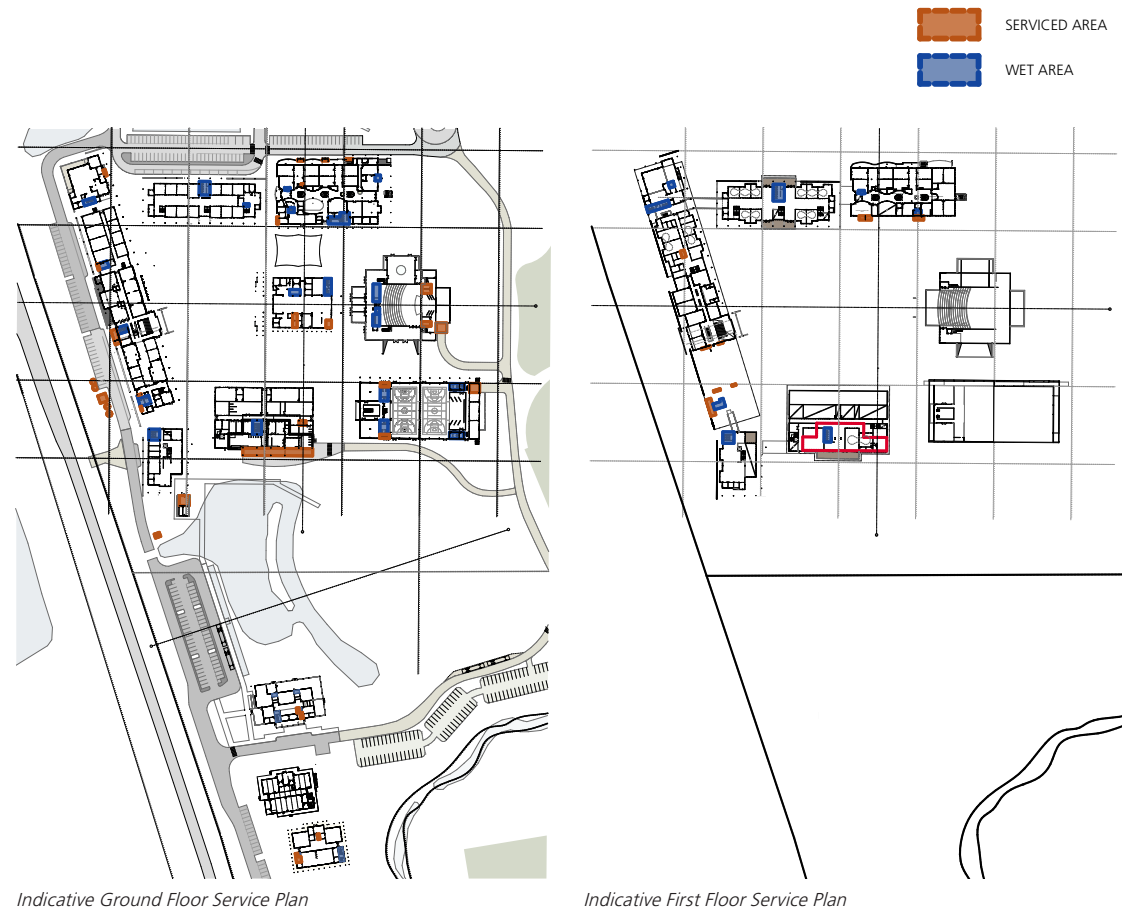 SERVICED AREA
WET AREA
Indicative Ground Floor Service Plan
Indicative First Floor Service Plan